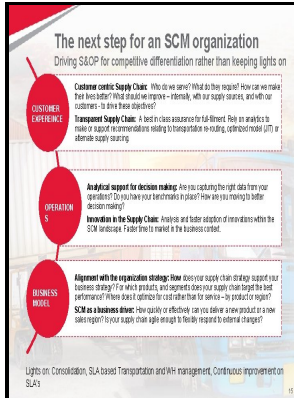 The next step for an SCM organization
Driving S&OP for competitive differentiation rather than keeping lights on
CUSTOMER
EXPEREINCE
Customer centric Supply Chain: Who do we serve? What do they require? How can we make
their lives better? What should we improve – internally, with our supply sources, and with our
customers - to drive these objectives?
Transparent Supply Chain: A best in class assurance for full-fillment. Rely on analytics to
make or support recommendations relating to transportation re-routing, optimized model (JIT) or
alternate supply sourcing.
OPERATION
S
Analytical support for decision making: Are you capturing the right data from your
operations? Do you have your benchmarks in place? How are you moving to better
decision making?
Innovation in the Supply Chain: Analysis and faster adoption of innovations within the
SCM landscape. Faster time to market in the business context.
BUSINESS
MODEL
Alignment with the organization strategy: How does your supply chain strategy support your
business strategy? For which products, and segments does your supply chain target the best
performance? Where does it optimize for cost rather than for service – by product or region?
SCM as a business driver: How quickly or effectively can you deliver a new product or a new
sales region? Is your supply chain agile enough to flexibly respond to external changes?
Lights on: Consolidation, SLA based Transportation and WH management, Continuous improvement on
SLA's